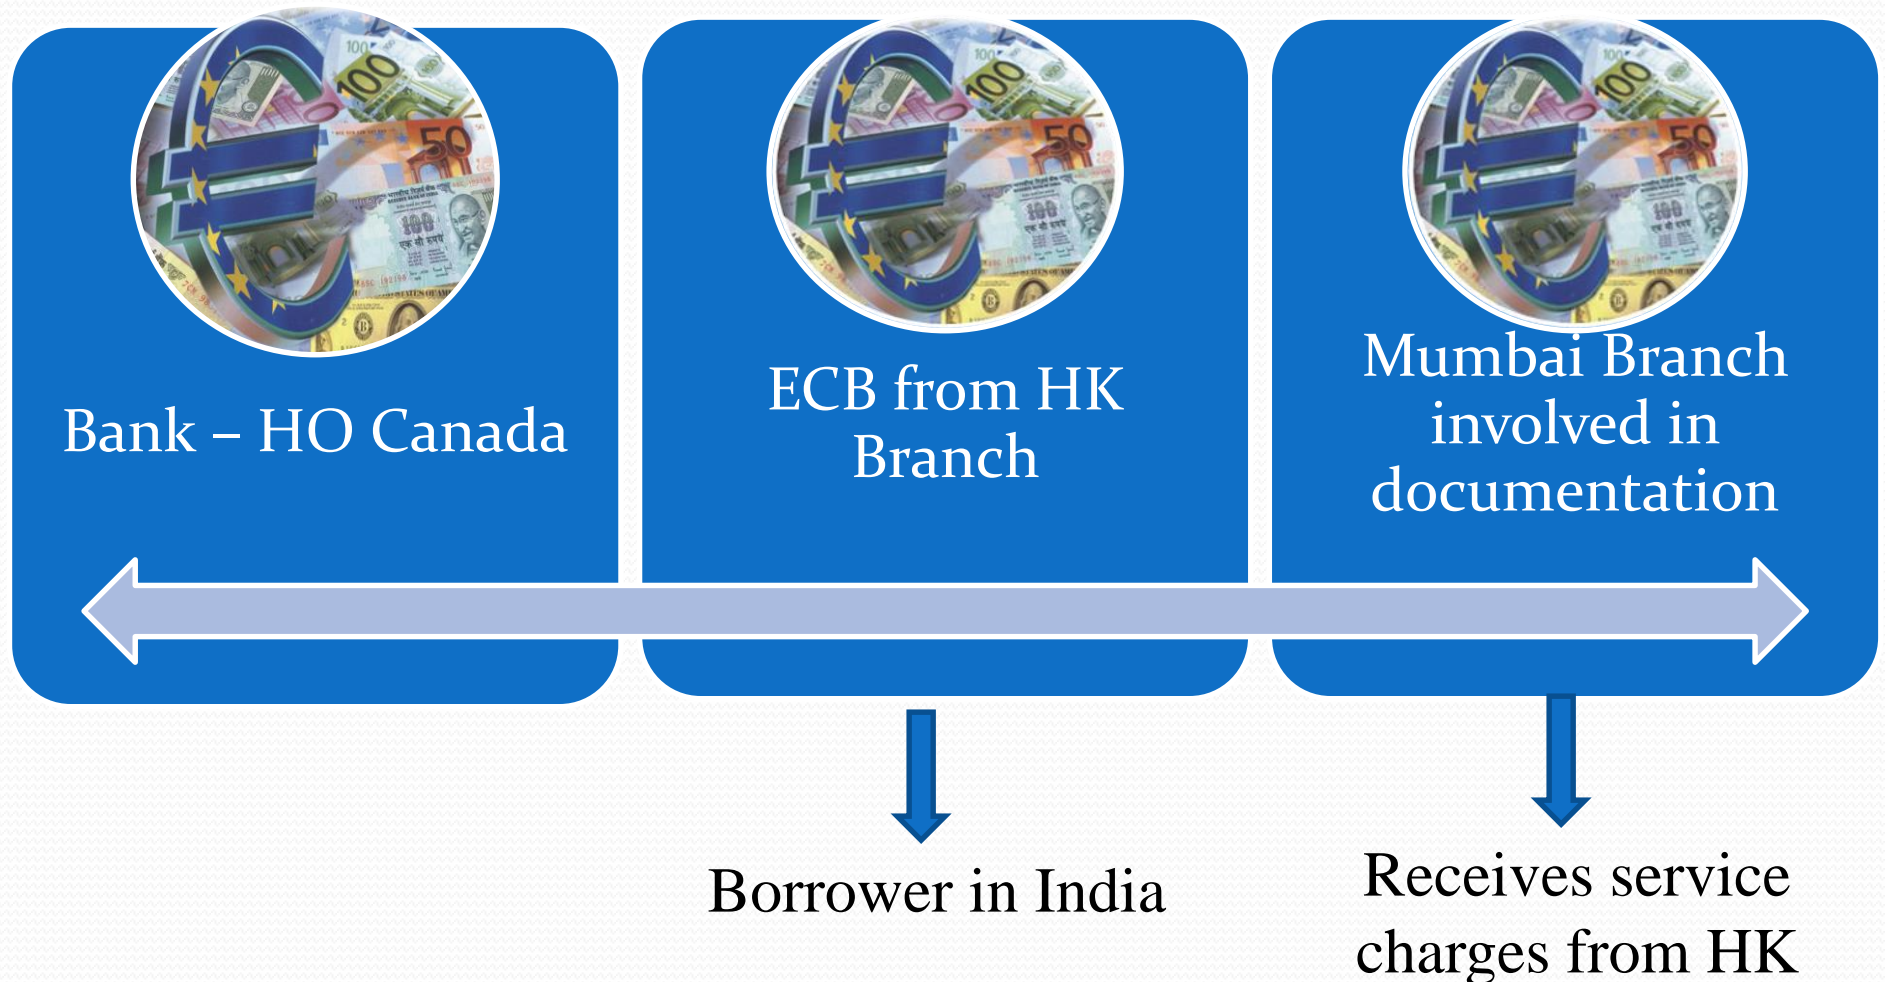 Bank – HO Canada
ECB from HK
Branch
Mumbai Branch
involved in
documentation
Borrower in India
Receives service
charges from HK